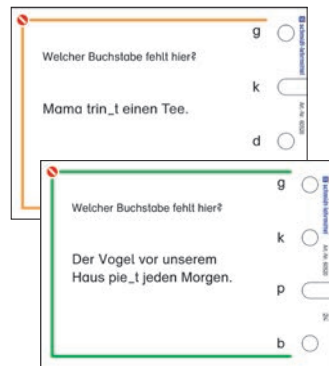 g
Welcher Buchstabe fehlt hier?
k
Mama trin_t einen Tee.
d
g
Welcher Buchstabe fehlt hier?
k
Der Vogel vor unserem
Haus pie_t jeden Morgen.
p
b